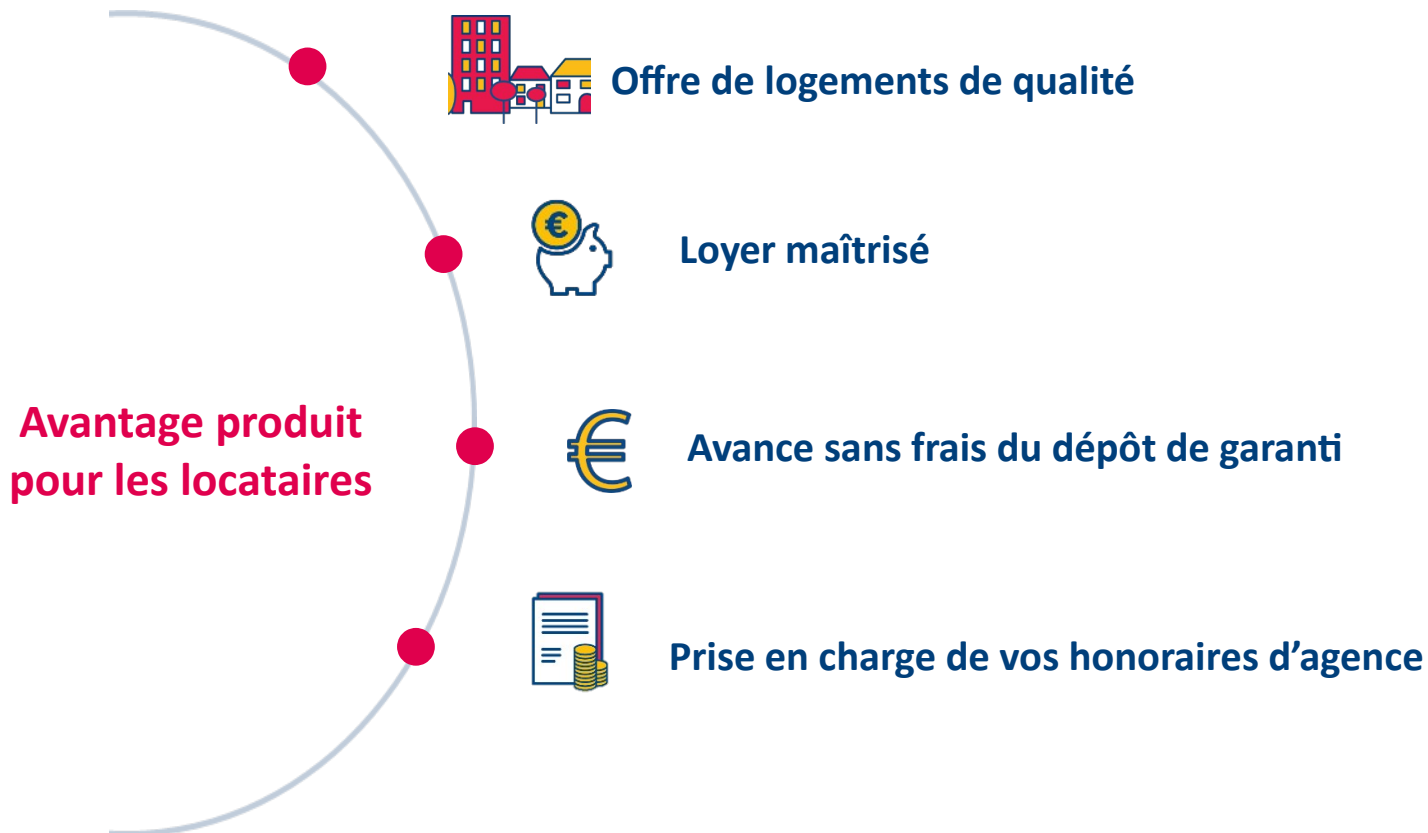 Offre de logements de qualité
€
Loyer maîtrisé
Avantage produit
pour les locataires
€
Avance sans frais du dépôt de garanti
Prise en charge de vos honoraires d’agence